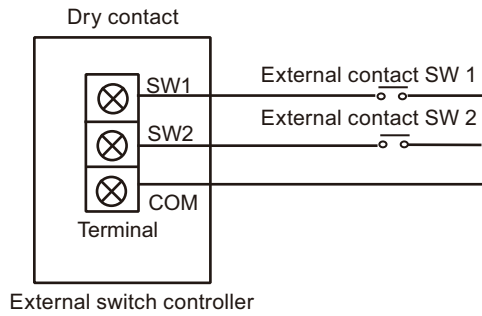 Dry contact
SW1
External contact SW 1
SW2
External contact SW 2
COM
Terminal
External switch controller